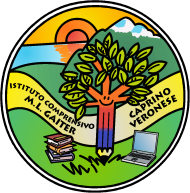 ISTITUTO COMPRENSIVO
M. L. GAITER
CAPRINO
VERONESE